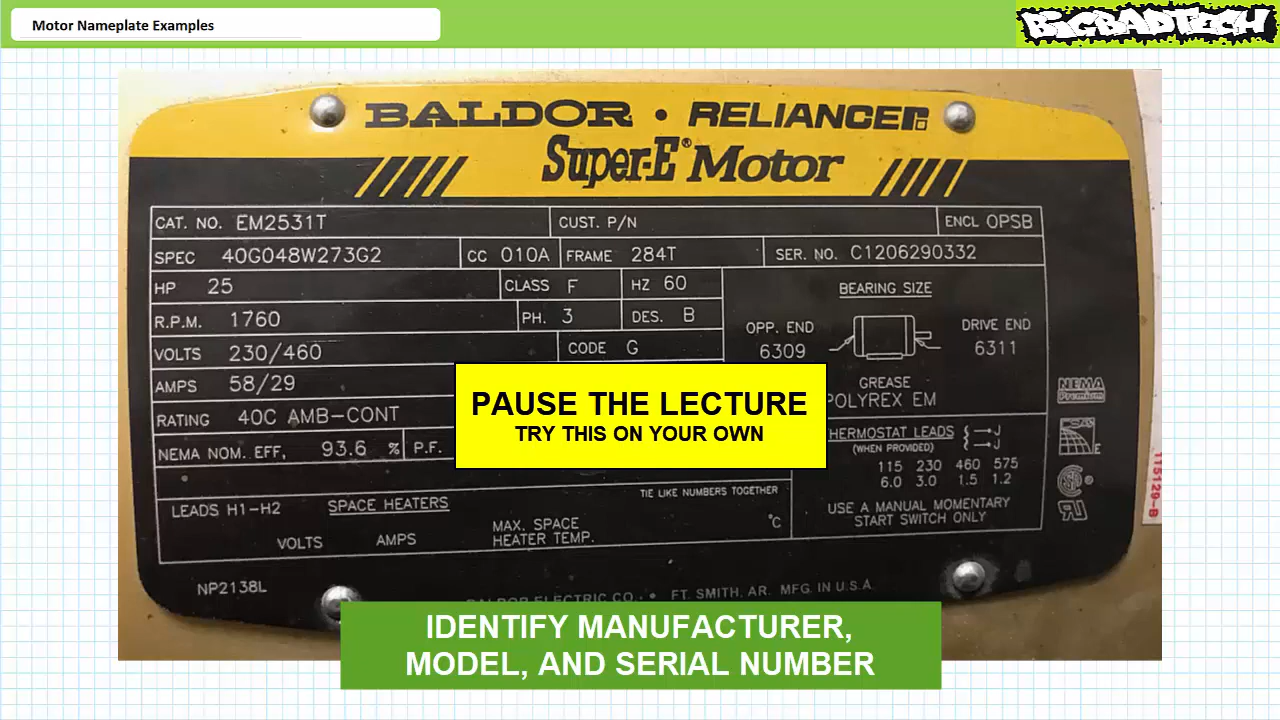 Motor Nameplate Examples
BIGBADTECH
BALDOR • RELIANCER
Super-E® Motor
CAT. NO. EM2531T CUST. P/N ENCL OPSB
SPEC 40G048W273G2 CC 010A FRAME 284T SER. NO. C1206290332
HP 25 CLASS F HZ 60
BEARING SIZE
R.P.M. 1760 PH. 3 DES. B
OPP. END DRIVE END
6309 6311
VOLTS 230/460 CODE G
AMPS 58/29
GREASE
POLYREX EM
RATING 40C AMB-CONT
NEMA NOM. EFF, 93.6 % P.F.
PAUSE THE LECTURE
TRY THIS ON YOUR OWN
THERMOSTAT LEADS J
(WHEN PROVIDED) J
115 230 460 575
6.0 3.0 1.5 1.2
USE A MANUAL MOMENTARY
START SWITCH ONLY
TIE LIKE NUMBERS TOGETHER
LEADS H1-H2 SPACE HEATERS
VOLTS AMPS MAX. SPACE
HEATER TEMP. °C
NEMA
Premium
E
115129-B
NP2138L
BALDOR ELECTRIC CO. • FT. SMITH, AR. MFG. IN U.S.A.
IDENTIFY MANUFACTURER,
MODEL, AND SERIAL NUMBER